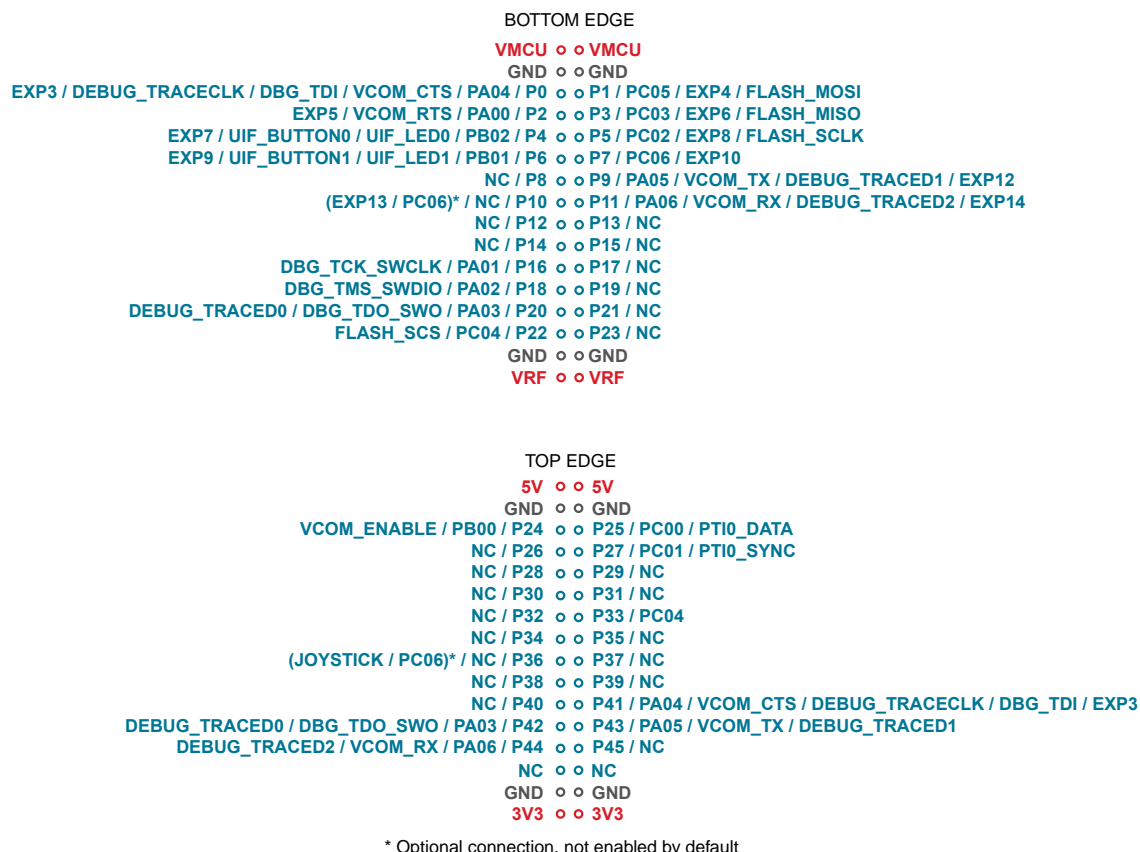 BOTTOM EDGE
VMCU VMCU
GND GND
EXP3 / DEBUG_TRACECLK / DBG_TDI / VCOM_CTS / PA04 / P0 P1 / PC05 / EXP4 / FLASH_MOSI
EXP5 / VCOM_RTS / PA00 / P2 P3 / PC03 / EXP6 / FLASH_MISO
EXP7 / UIF_BUTTON0 / UIF_LED0 / PB02 / P4 P5 / PC02 / EXP8 / FLASH_SCLK
EXP9 / UIF_BUTTON1 / UIF_LED1 / PB01 / P6 P7 / PC06 / EXP10
NC / P8 P9 / PA05 / VCOM_TX / DEBUG_TRACED1 / EXP12
(EXP13 / PC06)* / NC / P10 P11 / PA06 / VCOM_RX / DEBUG_TRACED2 / EXP14
NC / P12 P13 / NC
NC / P14 P15 / NC
DBG_TCK_SWCLK / PA01 / P16 P17 / NC
DBG_TMS_SWDIO / PA02 / P18 P19 / NC
DEBUG_TRACED0 / DBG_TDO_SWO / PA03 / P20 P21 / NC
FLASH_SCS / PC04 / P22 P23 / NC
GND GND
VRF VRF
TOP EDGE
5V 5V
GND GND
VCOM_ENABLE / PB00 / P24 P25 / PC00 / PTI0_DATA
NC / P26 P27 / PC01 / PTI0_SYNC
NC / P28 P29 / NC
NC / P30 P31 / NC
NC / P32 P33 / PC04
NC / P34 P35 / NC
(JOYSTICK / PC06)* / NC / P36 P37 / NC
NC / P38 P39 / NC
NC / P40 P41 / PA04 / VCOM_CTS / DEBUG_TRACECLK / DBG_TDI / EXP3
DEBUG_TRACED0 / DBG_TDO_SWO / PA03 / P42 P43 / PA05 / VCOM_TX / DEBUG_TRACED1
DEBUG_TRACED2 / VCOM_RX / PA06 / P44 P45 / NC
NC NC
GND GND
3V3 3V3
* Optional connection, not enabled by default